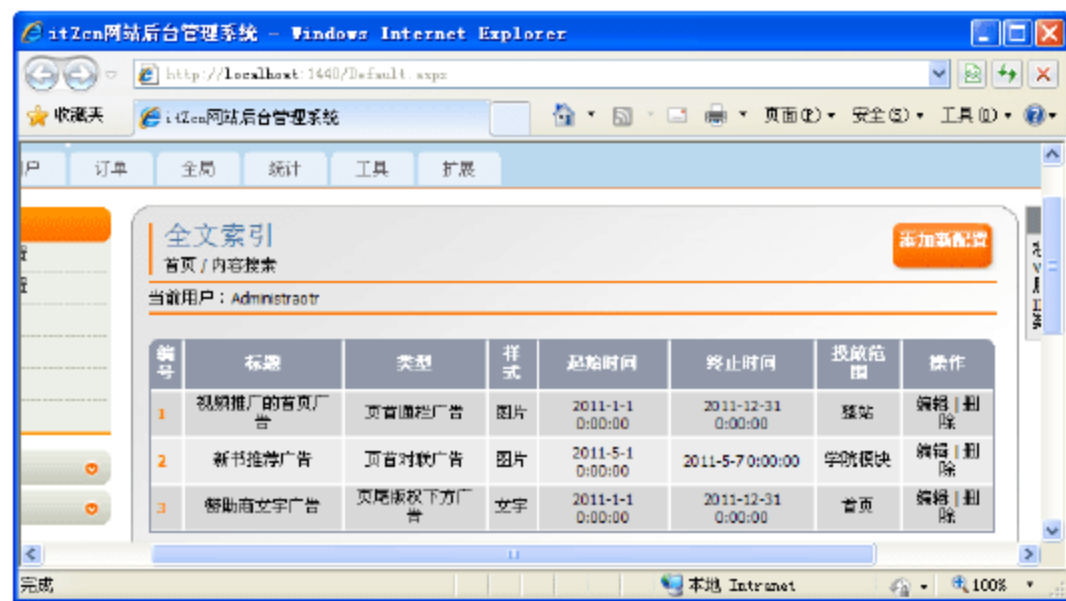 itZcn网站后台管理系统 - Windows Internet Explorer
http://localhost:1440/Default.aspx
收藏夹 itZcn网站后台管理系统 页面(P) 安全(S) 工具(O)
户 订单 全局 统计 工具 扩展
全文索引
添加新配置
首页 / 内容搜索
当前用户：Administraotr
编号 标题 类型 样式 起始时间 终止时间 投放范围 操作
1 视频推广的首页广告 页首通栏广告 图片 2011-1-1 0:00:00 2011-12-31 0:00:00 整站 编辑 | 删除
2 新书推荐广告 页首对联广告 图片 2011-5-1 0:00:00 2011-5-7 0:00:00 学院模块 编辑 | 删除
3 赞助商文字广告 页尾版权下方广告 文字 2011-1-1 0:00:00 2011-12-31 0:00:00 首页 编辑 | 删除
完成 本地 Intranet 100%